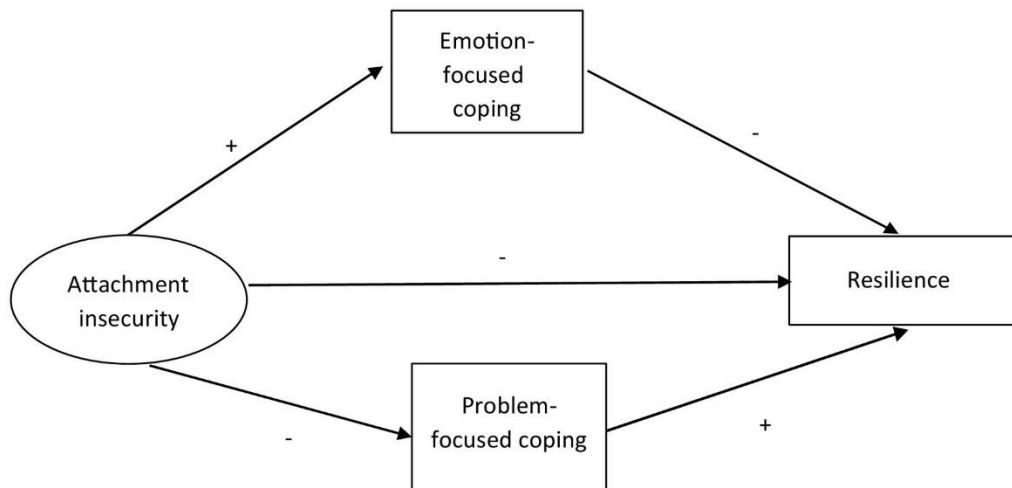 Emotion-
focused
coping
+
-
-
Attachment
insecurity
Resilience
Problem-
focused coping
-
+